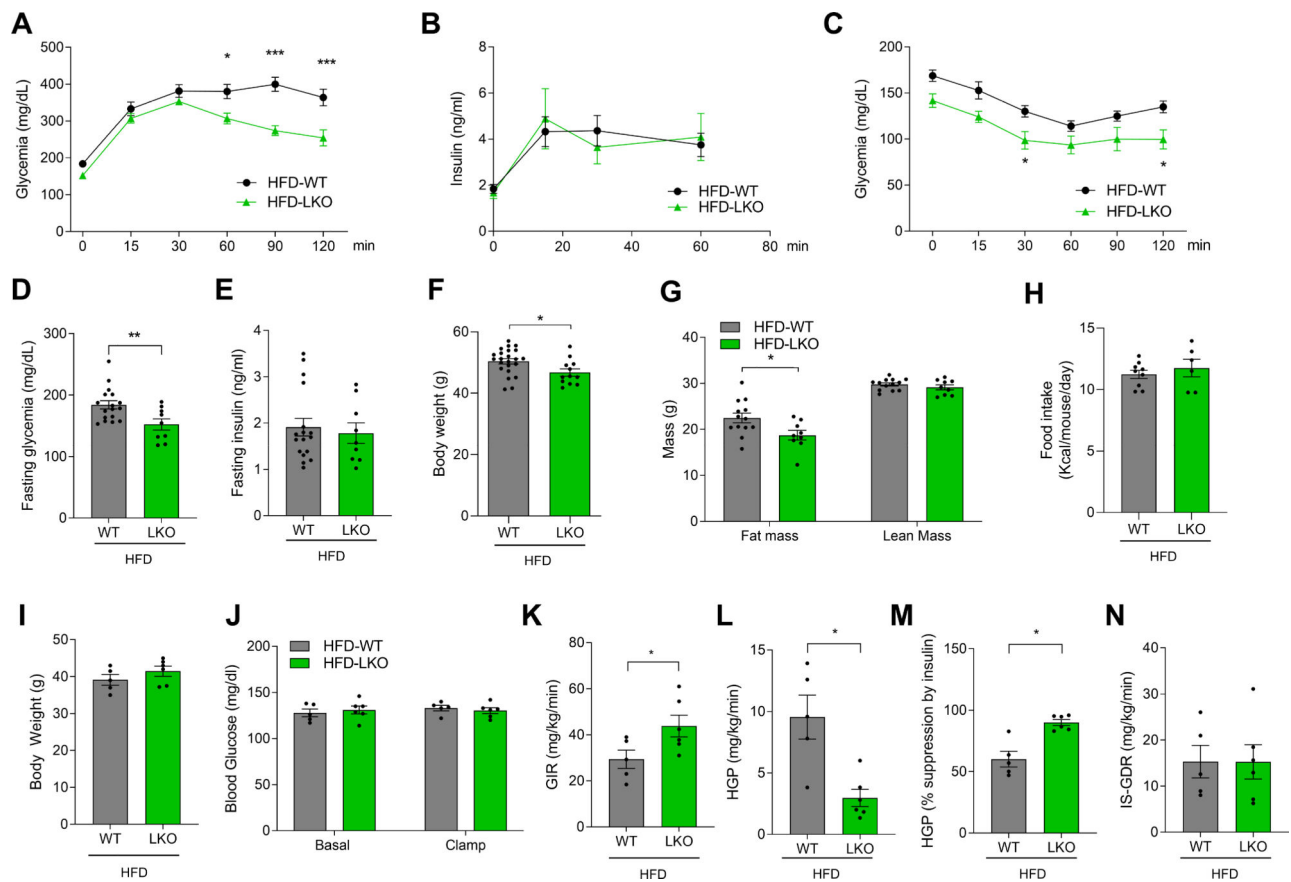 A
Glycemia (mg/dL)
500
400
300
200
100
0
* *** ***
HFD-WT
HFD-LKO
0 15 30 60 90 120 min
B
Insulin (ng/ml)
8
6
4
2
0
HFD-WT
HFD-LKO
0 20 40 60 80 min
C
Glycemia (mg/dL)
200
150
100
50
0
* *
HFD-WT
HFD-LKO
0 15 30 60 90 120 min
D
Fasting glycemia (mg/dL)
300
200
100
0
**
WT LKO
HFD
E
Fasting insulin (ng/ml)
4
3
2
1
0
WT LKO
HFD
F
Body weight (g)
60
40
20
0
*
WT LKO
HFD
G
HFD-WT
HFD-LKO
Mass (g)
40
30
20
10
0
*
Fat mass Lean Mass
H
Food Intake
(Kcal/mouse/day)
15
10
5
0
WT LKO
HFD
I
Body Weight (g)
50
40
30
20
10
0
WT LKO
HFD
J
HFD-WT
HFD-LKO
Blood Glucose (mg/dl)
200
150
100
50
0
Basal Clamp
K
GIR (mg/kg/min)
80
60
40
20
0
*
WT LKO
HFD
L
HGP (mg/kg/min)
15
10
5
0
*
WT LKO
HFD
M
HGP (% suppression by insulin)
150
100
50
0
*
WT LKO
HFD
N
IS-GDR (mg/kg/min)
40
30
20
10
0
WT LKO
HFD